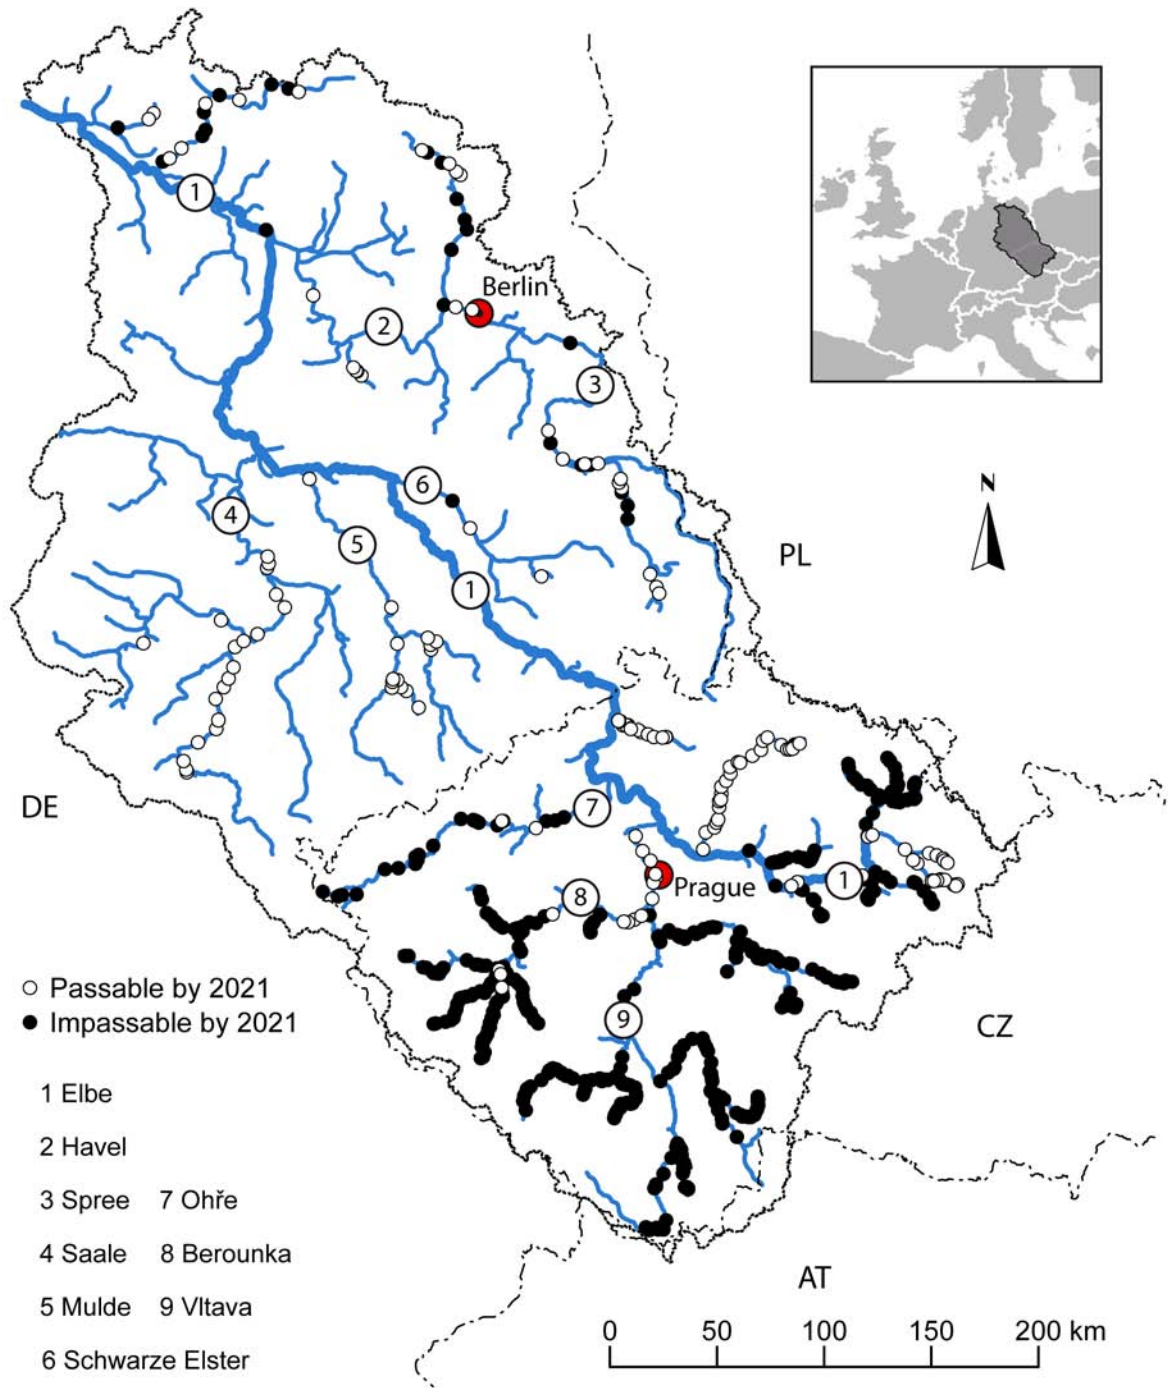 1
Berlin
2
3
6
4
5
N
PL
1
DE
7
Prague
1
8
Passable by 2021
Impassable by 2021
9
CZ
1 Elbe
2 Havel
3 Spree 7 Ohře
4 Saale 8 Berounka
5 Mulde 9 Vltava
6 Schwarze Elster
AT
0 50 100 150 200 km